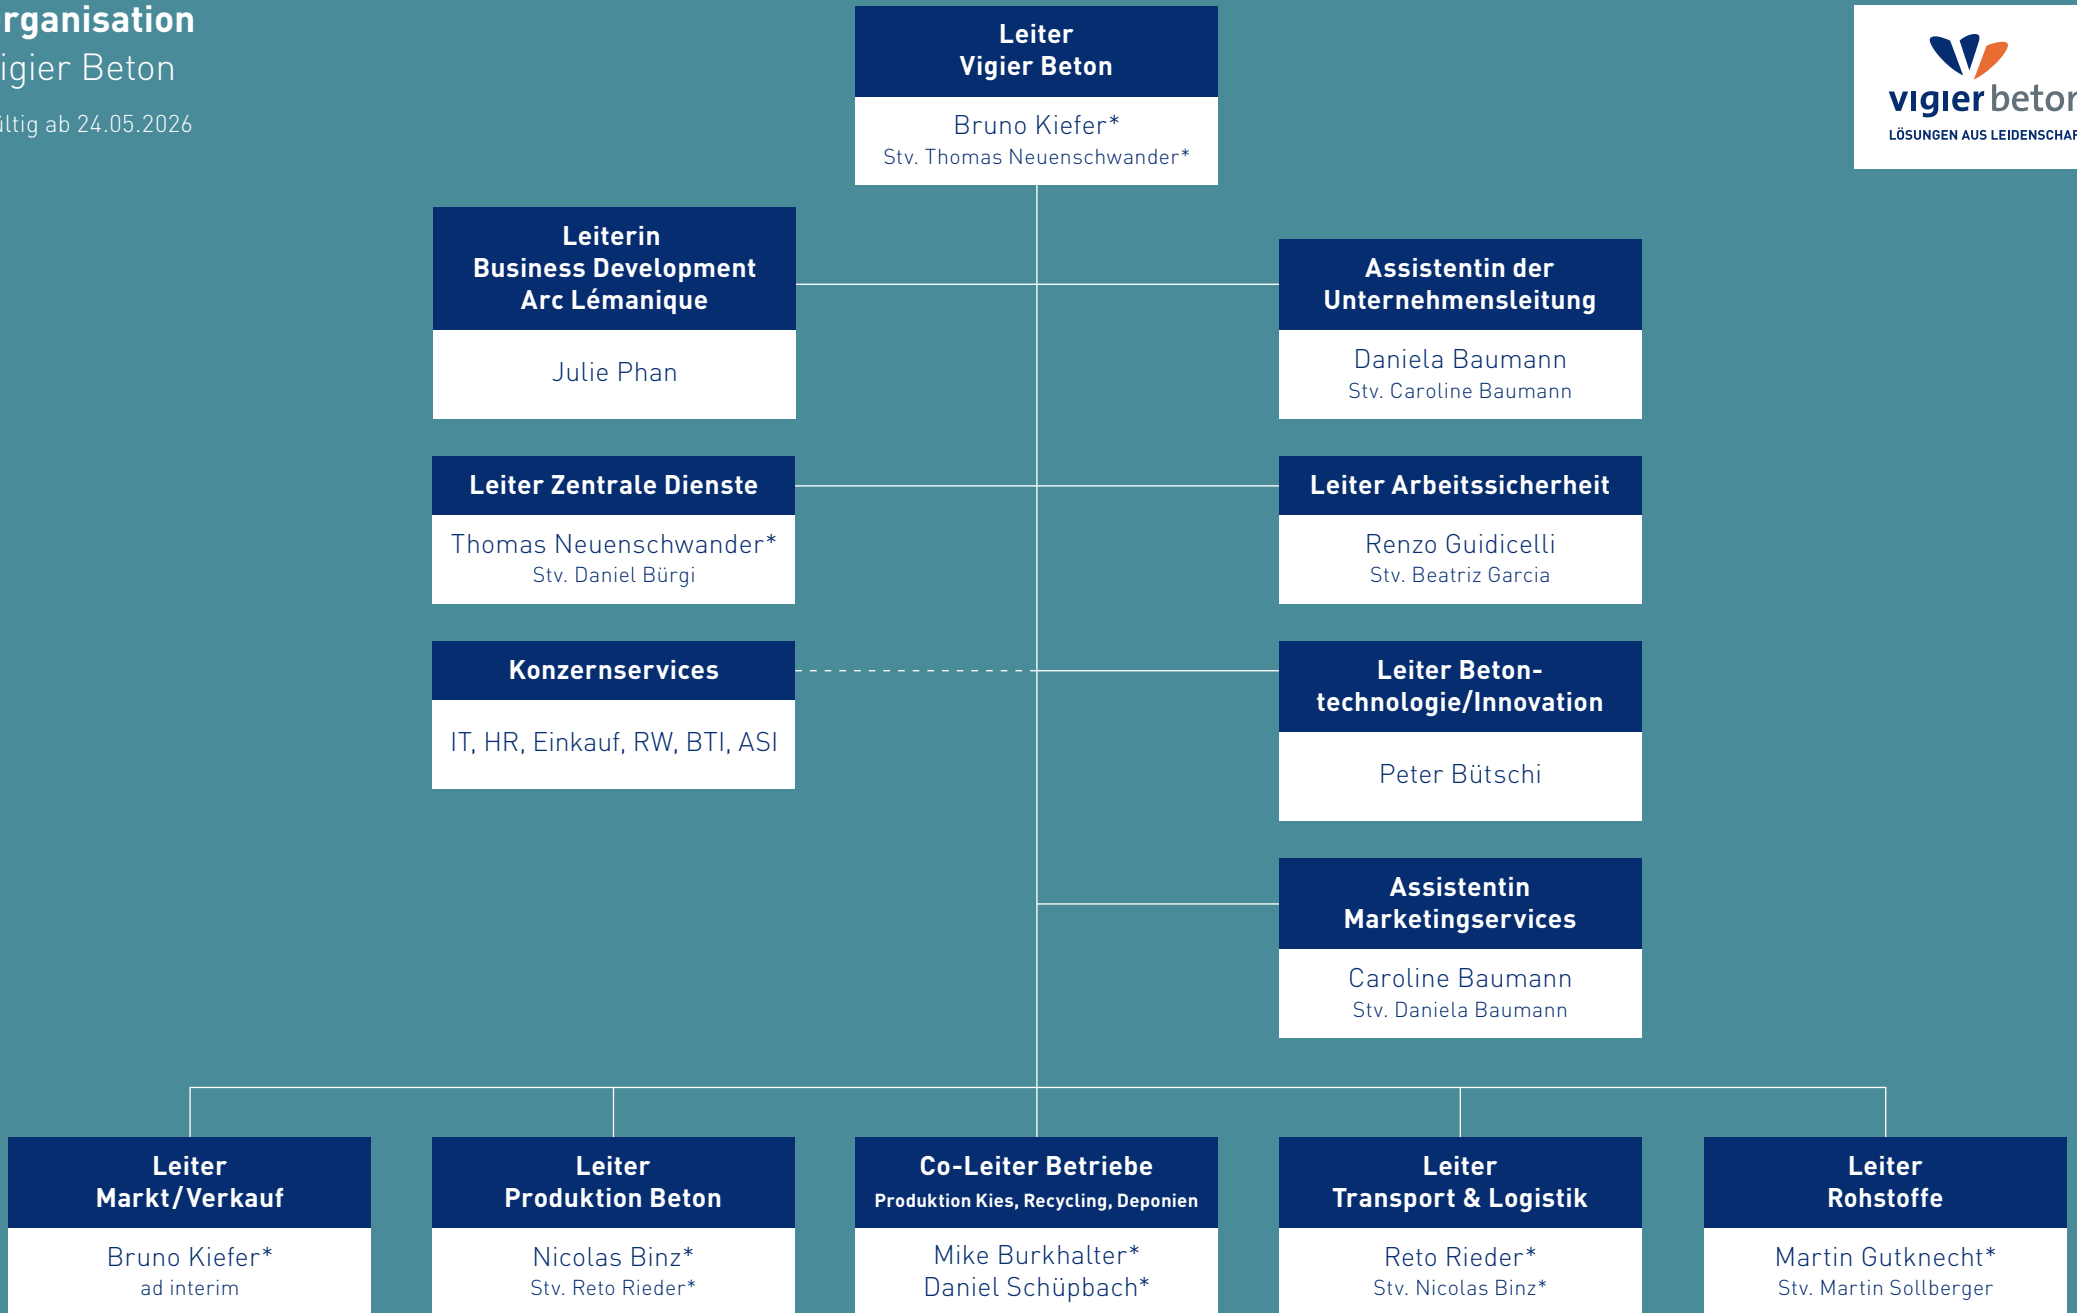 rganisation
igier Beton
ültig ab 24.05.2026
Leiter
Vigier Beton
Bruno Kiefer*
Stv. Thomas Neuenschwander*
vigier beton
LÖSUNGEN AUS LEIDENSCHAF
Leiterin
Business Development
Arc Lémanique
Julie Phan
Assistentin der
Unternehmensleitung
Daniela Baumann
Stv. Caroline Baumann
Leiter Zentrale Dienste
Thomas Neuenschwander*
Stv. Daniel Bürgi
Leiter Arbeitssicherheit
Renzo Guidicelli
Stv. Beatriz Garcia
Konzernservices
IT, HR, Einkauf, RW, BTI, ASI
Leiter Beton-
technologie/Innovation
Peter Bütschi
Assistentin
Marketingservices
Caroline Baumann
Stv. Daniela Baumann
Leiter
Markt/Verkauf
Bruno Kiefer*
ad interim
Leiter
Produktion Beton
Nicolas Binz*
Stv. Reto Rieder*
Co-Leiter Betriebe
Produktion Kies, Recycling, Deponien
Mike Burkhalter*
Daniel Schüpbach*
Leiter
Transport & Logistik
Reto Rieder*
Stv. Nicolas Binz*
Leiter
Rohstoffe
Martin Gutknecht*
Stv. Martin Sollberger